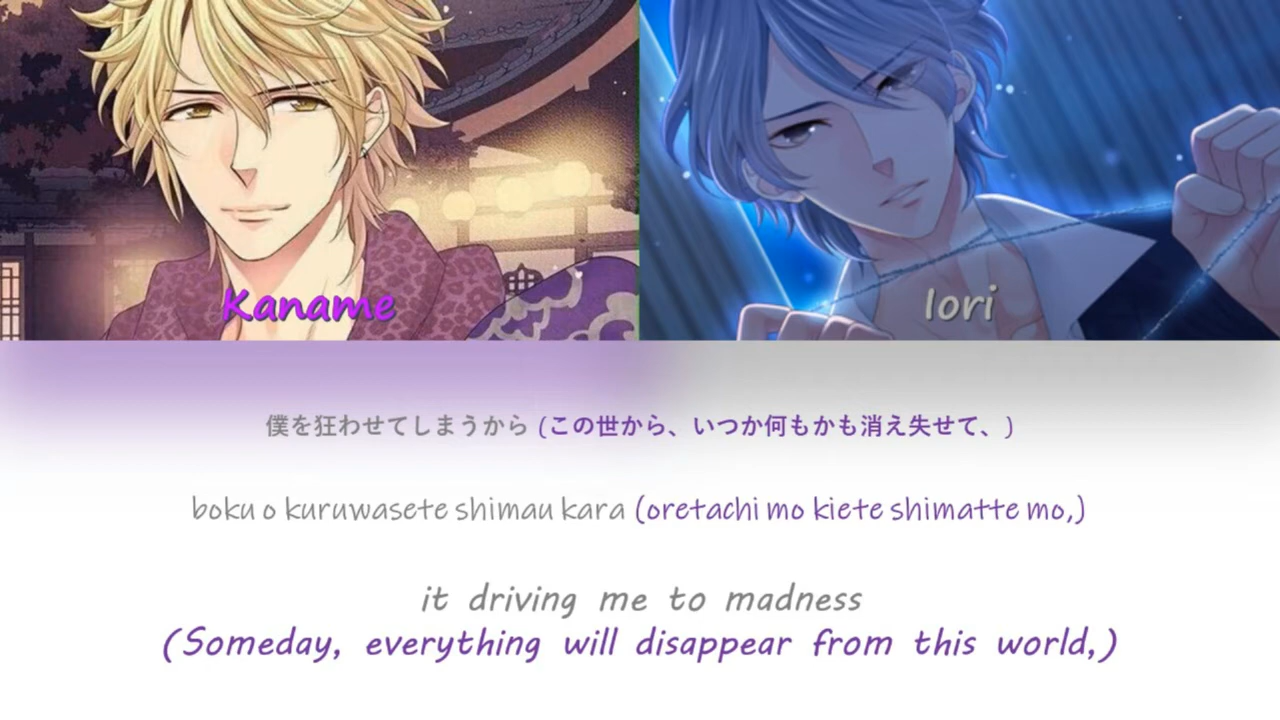 Kaname
Iori
僕を狂わせてしまうから (この世から、いつか何もかも消え失せて、)
boku o kuruwasete shimau kara (oretachi mo kiete shimatte mo,)
it driving me to madness
(Someday, everything will disappear from this world,)